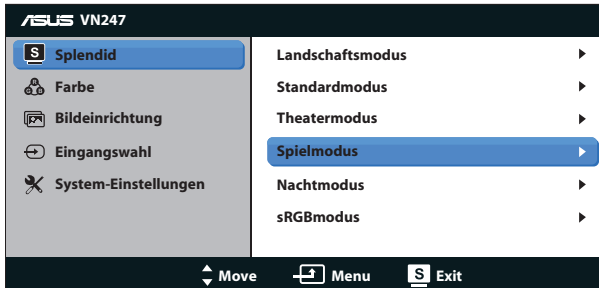 ASUS VN247
S Splendid
Farbe
Bildeinrichtung
Eingangswahl
System-Einstellungen
Landschaftsmodus
Standardmodus
Theatermodus
Spielmodus
Nachtmodus
sRGBmodus
Move Menu S Exit